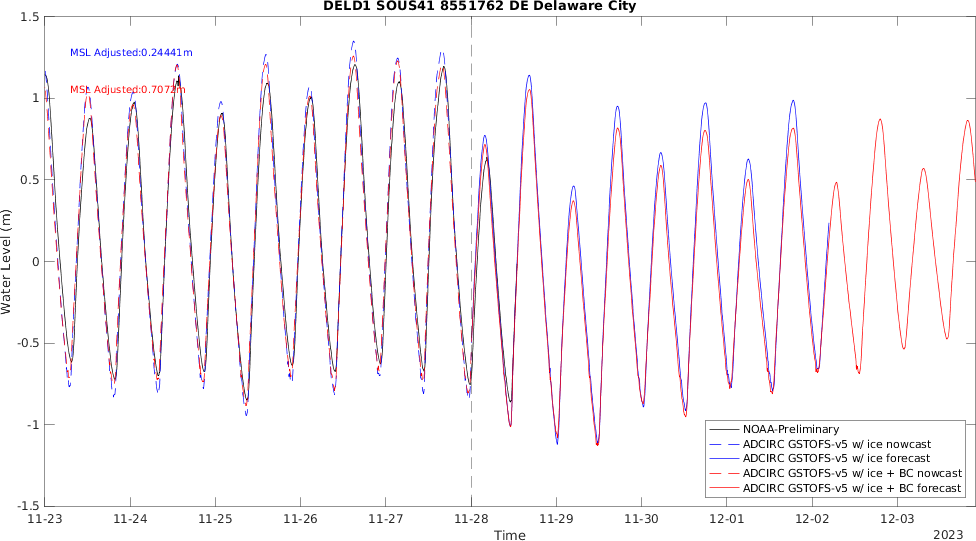 DELD1 SOUS41 8551762 DE Delaware City
1.5
MSL Adjusted:0.24441m
MSL Adjusted:0.7072m
1
0.5
0
-0.5
-1
-1.5
Water Level (m)
NOAA-Preliminary
ADCIRC GSTOFS-v5 w/ ice nowcast
ADCIRC GSTOFS-v5 w/ ice forecast
ADCIRC GSTOFS-v5 w/ ice + BC nowcast
ADCIRC GSTOFS-v5 w/ ice + BC forecast
11-23 11-24 11-25 11-26 11-27 11-28 11-29 11-30 12-01 12-02 12-03
Time
2023